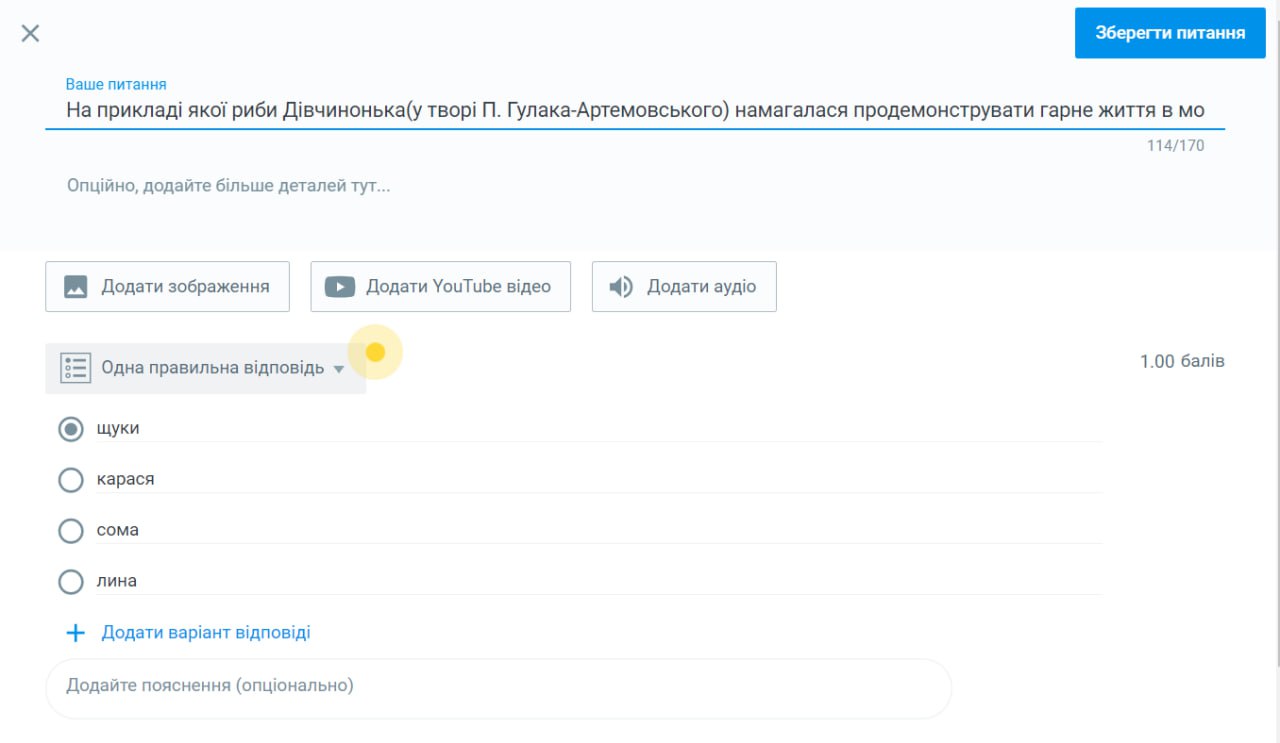 Зберегти питання
Ваше питання
На прикладі якої риби Дівчинонька(у творі П. Гулака-Артемовського) намагалася продемонструвати гарне життя в мо
114/170
Опційно, додайте більше деталей тут...
Додати зображення Додати YouTube відео Додати аудіо
Одна правильна відповідь 1.00 балів
щуки
карася
сома
лина
Додати варіант відповіді
Додайте пояснення (опціонально)